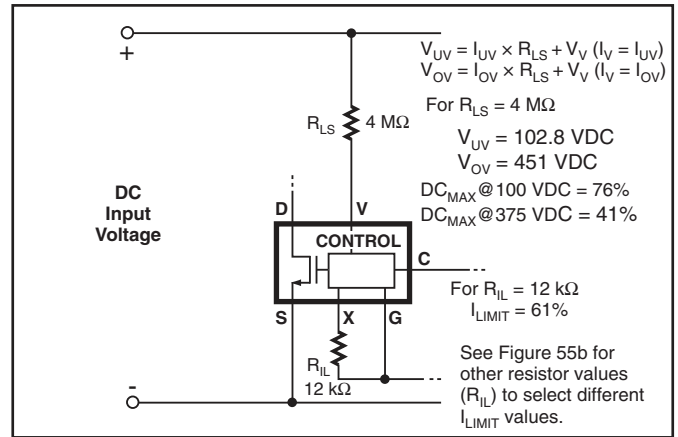 +
V_UV = I_UV × R_LS + V_V (I_V = I_UV)
V_OV = I_OV × R_LS + V_V (I_V = I_OV)
For R_LS = 4 MΩ
R_LS 4 MΩ
V_UV = 102.8 VDC
V_OV = 451 VDC
DC_MAX@100 VDC = 76%
DC_MAX@375 VDC = 41%
DC
Input
Voltage
D V
CONTROL
C
For R_IL = 12 kΩ
I_LIMIT = 61%
S X G
R_IL
12 kΩ
See Figure 55b for
other resistor values
(R_IL) to select different
I_LIMIT values.
-